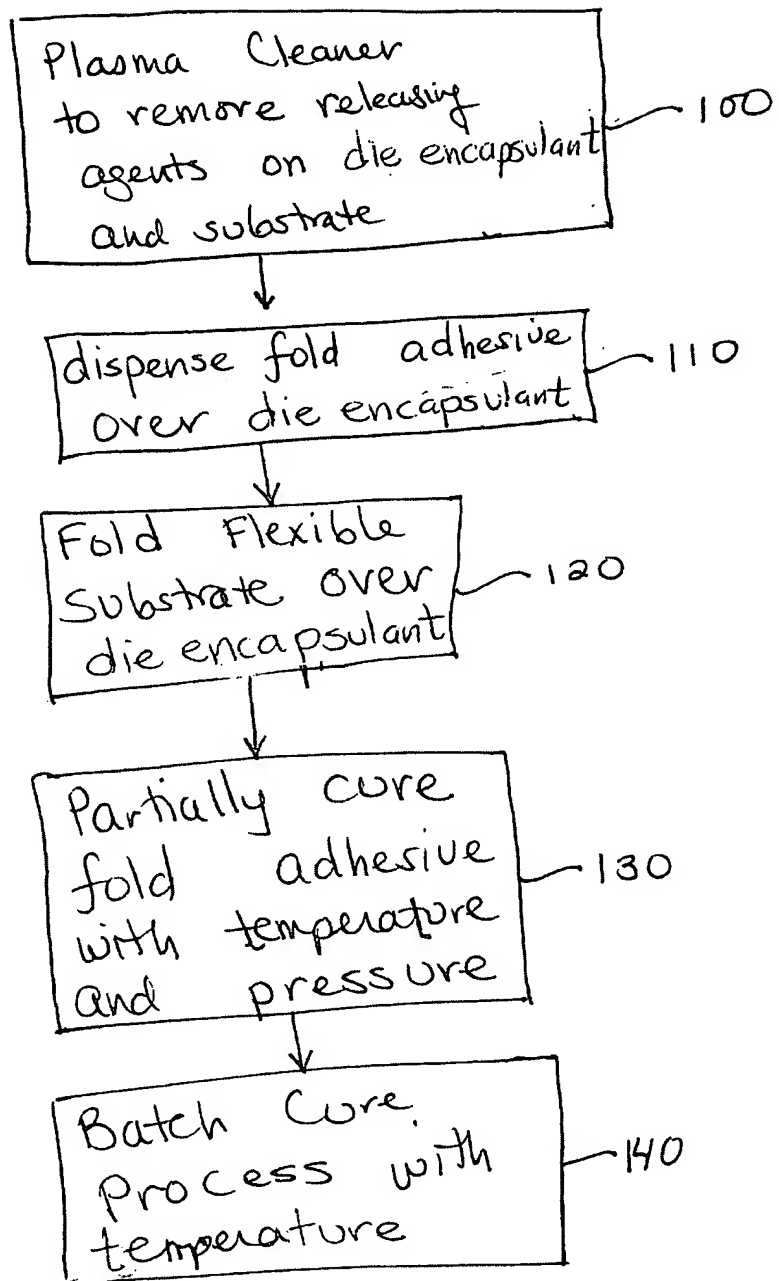 Plasma Cleaner
to remove releasing
agents on die encapsulant
and substrate
100
dispense fold adhesive
over die encapsulant
110
Fold Flexible
Substrate over
die encapsulant
120
Partially cure
fold adhesive
with temperature
and pressure
130
Batch Cure
Process with
temperature
140